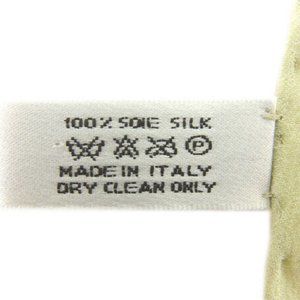 100% SOIE SILK
P
MADE IN ITALY
DRY CLEAN ONLY